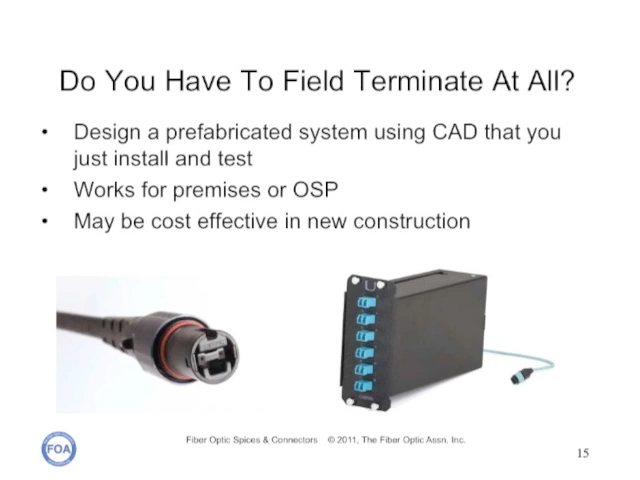 Do You Have To Field Terminate At All?
• Design a prefabricated system using CAD that you
just install and test
• Works for premises or OSP
• May be cost effective in new construction
FOA
Fiber Optic Spices & Connectors © 2011, The Fiber Optic Assn. Inc.
15